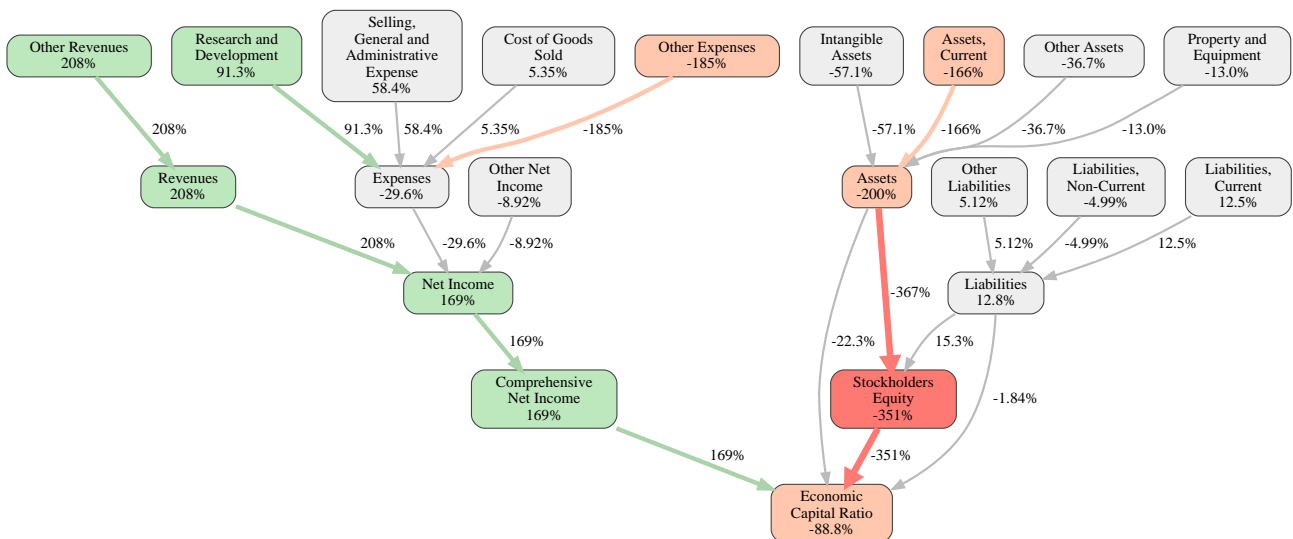 Other Revenues
208%
Research and
Development
91.3%
Selling,
General and
Administrative
Expense
58.4%
Cost of Goods
Sold
5.35%
Other Expenses
-185%
Intangible
Assets
-57.1%
Assets,
Current
-166%
Other Assets
-36.7%
Property and
Equipment
-13.0%
208%
91.3%
58.4%
5.35%
-185%
-57.1%
-166%
-36.7%
-13.0%
Revenues
208%
Expenses
-29.6%
Other Net
Income
-8.92%
Assets
-200%
Other
Liabilities
5.12%
Liabilities,
Non-Current
-4.99%
Liabilities,
Current
12.5%
208%
-29.6%
-8.92%
5.12%
-4.99%
12.5%
Net Income
169%
-367%
Liabilities
12.8%
169%
-22.3%
15.3%
Comprehensive
Net Income
169%
Stockholders
Equity
-351%
-1.84%
169%
-351%
Economic
Capital Ratio
-88.8%